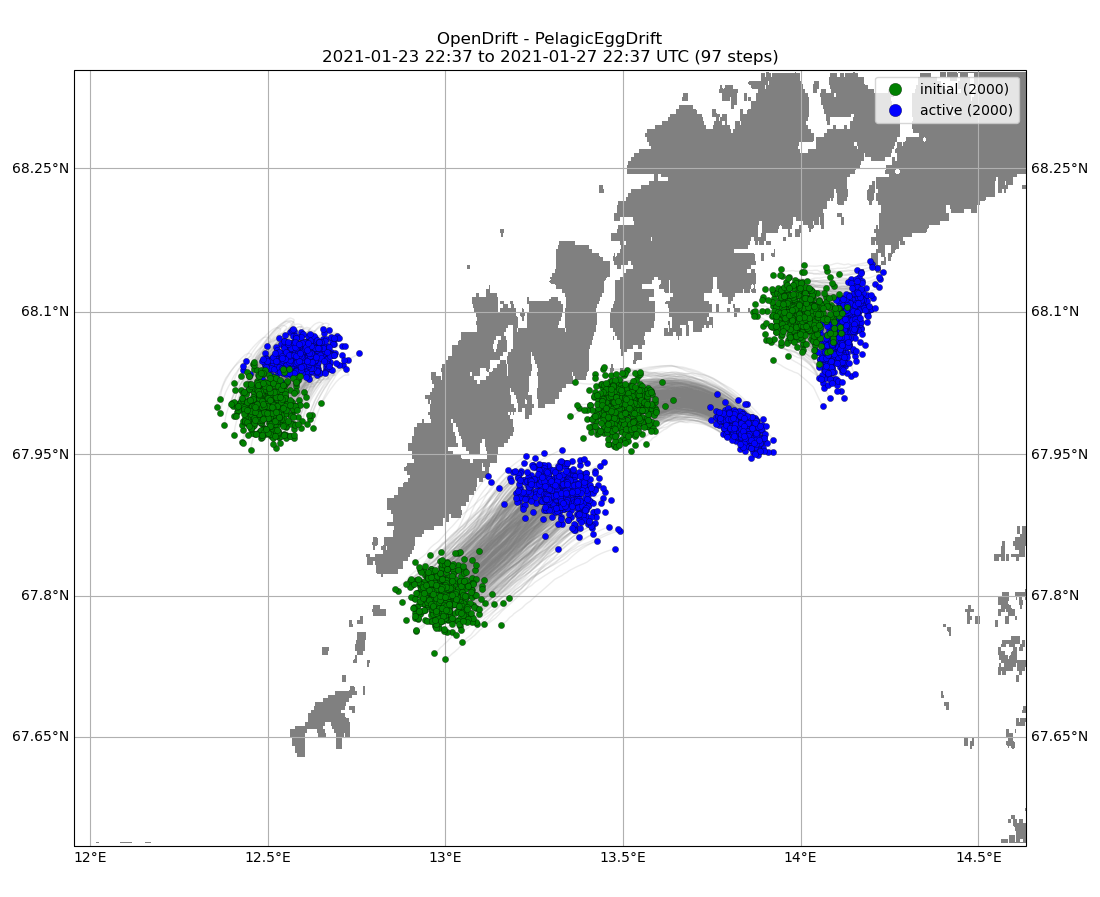 OpenDrift - PelagicEggDrift
2021-01-23 22:37 to 2021-01-27 22:37 UTC (97 steps)
initial (2000)
active (2000)
68.25°N
68.25°N
68.1°N
68.1°N
67.95°N
67.95°N
67.8°N
67.8°N
67.65°N
67.65°N
12°E
12.5°E
13°E
13.5°E
14°E
14.5°E